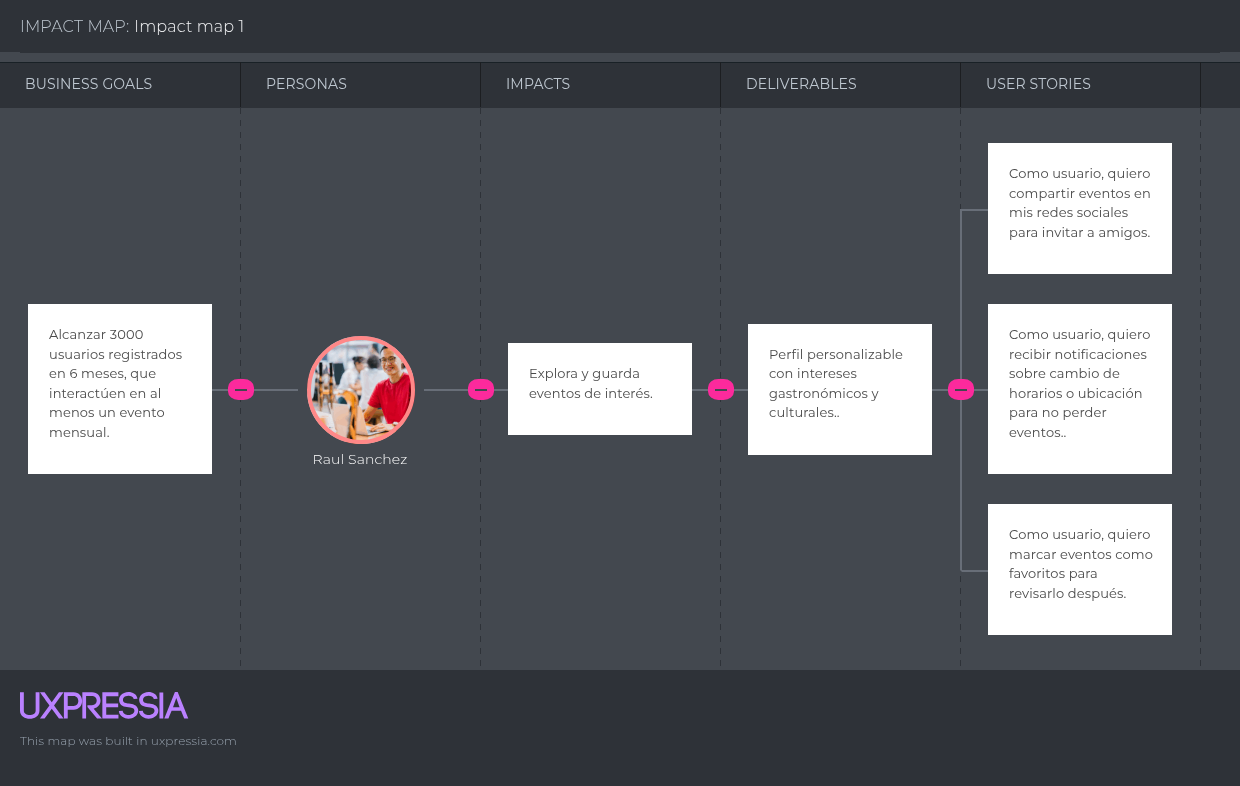 IMPACT MAP: Impact map 1
BUSINESS GOALS
PERSONAS
IMPACTS
DELIVERABLES
USER STORIES
Alcanzar 3000
usuarios registrados
en 6 meses, que
interactúen en al
menos un evento
mensual.
Raul Sanchez
Explora y guarda
eventos de interés.
Perfil personalizable
con intereses
gastronómicos y
culturales..
Como usuario, quiero
compartir eventos en
mis redes sociales
para invitar a amigos.
Como usuario, quiero
recibir notificaciones
sobre cambio de
horarios o ubicación
para no perder
eventos..
Como usuario, quiero
marcar eventos como
favoritos para
revisarlo después.
UXPRESSIA
This map was built in uxpressia.com